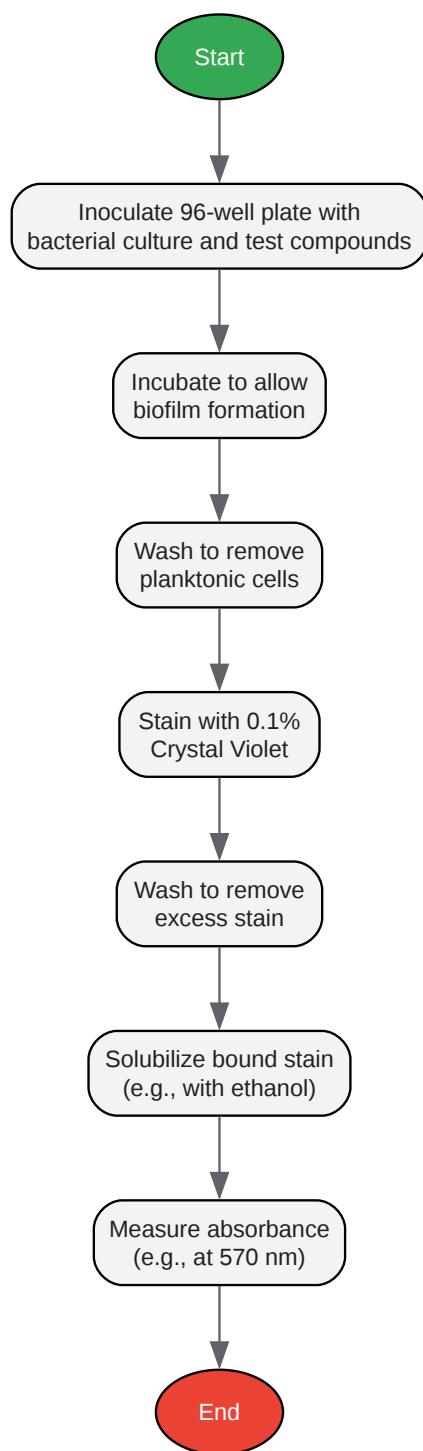 Start
Inoculate 96-well plate with
bacterial culture and test compounds
Incubate to allow
biofilm formation
Wash to remove
planktonic cells
Stain with 0.1%
Crystal Violet
Wash to remove
excess stain
Solubilize bound stain
(e.g., with ethanol)
Measure absorbance
(e.g., at 570 nm)
End